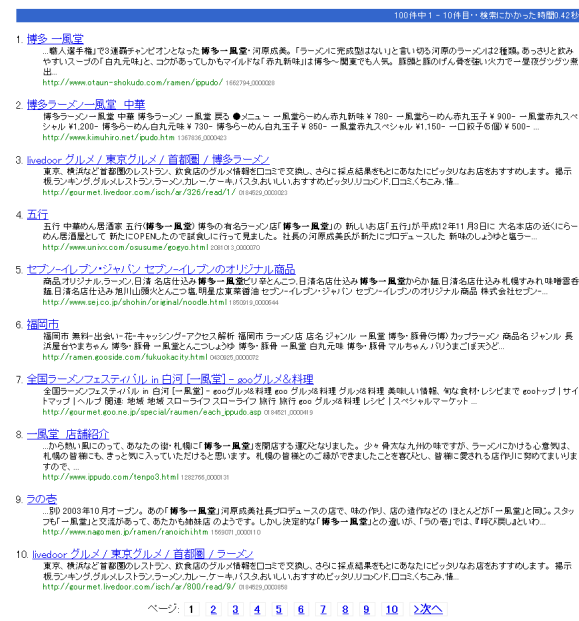 100件中1 - 10件目・・検索にかかった時間0.42秒
1. 博多 一風堂
...職人選手権」で3連覇チャンピオンとなった博多一風堂・河原成美。「ラーメンに完成型はない」と言い切る河原のラーメンは2種類。あっさりと飲み
やすいスープの「白丸元味」と、コクがあってしかもマイルドな「赤丸新味」は博多〜関東でも人気。豚頭と豚のげん骨を強い火力で一昼夜グツグツ煮
出...
http://www.otaun-shokudo.com/ramen/ippudo/ 1662794_0000028
2. 博多ラーメン一風堂 中華
博多ラーメン一風堂 中華 博多ラーメン 一風堂 戻る ●メニュー 一風堂らーめん赤丸新味￥780- 一風堂らーめん赤丸玉子￥900- 一風堂赤丸スペ
シャル ¥1,200- 博多らーめん白丸元味￥730- 博多らーめん白丸玉子￥850- 一風堂赤丸スペシャル ¥1,150- 一口餃子(5個)￥500- ...
http://www.kimuhiro.net/ipudo.htm 1367836_0000423
3. livedoor グルメ / 東京グルメ / 首都圏 / 博多ラーメン
東京、横浜など首都圏のレストラン、飲食店のグルメ情報を口コミで交換し、さらに採点結果をもとにあなたにピッタリなお店をおすすめします。 掲示
板,ランキング,グルメレストラン,ラーメン,カレー,ケーキ,パスタ,おいしい,おすすめ,ピッタリ,リコメンド,口コミ,くちこみ,情...
http://gourmet.livedoor.com/isch/ar/326/read/1/ 0184529_0003023
4. 五行
五行 中華めん居酒家 五行(博多一風堂) 博多の有名ラーメン店「博多一風堂」の 新しいお店「五行」が平成12年11月3日に 大名本店の近くにらー
めん居酒屋として 新たにOPENしたので試食しに行って見ました。 社長の河原成美氏が新たにプロデュースした 新味のしょうゆと塩ラー...
http://www.univx.com/osusume/gogyo.html 2081013_0000070
5. セブン-イレブン・ジャパン セブン-イレブンのオリジナル商品
商品オリジナル,ラーメン,日清 名店仕込み博多一風堂ピリ辛とんこつ,日清名店仕込み博多一風堂からか麺,日清名店仕込み札幌すみれ味噌雲呑
麺,日清名店仕込み旭川山頭火とんこつ塩,明星広東菜醤油 セブン-イレブン・ジャパン セブン-イレブンのオリジナル商品 株式会社セブン-...
http://www.sej.co.jp/shohin/original/noodle.html 1850919_0000644
6. 福岡市
福岡市 無料-出会い-花-キャッシング-アクセス解析 福岡市 ラーメン店 店名 ジャンル 一風堂 博多・豚骨(与博) カップラーメン 商品名 ジャンル 長
浜屋台やまちゃん 博多・豚骨 一風堂とんこつしょうゆ 博多・豚骨 一風堂 白丸元味 博多・豚骨 マルちゃん バリうまごぼ天うど...
http://ramen.gooside.com/fukuokacity.html 0430925_0000072
7. 全国ラーメンフェスティバル in 白河 [一風堂] - gooグルメ&料理
全国ラーメンフェスティバル in 白河 [一風堂] - gooグルメ&料理 goo グルメ&料理 グルメ&料理 美味しい情報、旬な食材・レシピまで gooトップ | サイ
トマップ | ヘルプ 関連: 地域 地域 スローライフ スローライフ 旅行 旅行 goo グルメ&料理 レシピ | スペシャルマーケット ...
http://gourmet.goo.ne.jp/special/raumen/each_ippudo.asp 0184521_0000419
8. 一風堂 店舗紹介
...から熱い風にのって、あなたの街・札幌に「博多一風堂」を開店する運びとなりました。 少々骨太な九州の味ですが、ラーメンにかける心意気は、
札幌の皆様にも、きっと気に入っていただけると思います。 札幌の皆様とのご縁ができましたことを喜びとし、皆様に愛される店作りに努めてまいりま
すので、...
http://www.ippudo.com/tenpo3.html 1292766_0000131
9. ラの壱
...別) 2003年10月オープン。あの「博多一風堂」河原成美社長プロデュースの店で、味の作り、店の造作などの ほとんどが「一風堂」と同じ。スタッ
フも「一風堂」と交流があって、あたかも姉妹店 のようです。しかし決定的な「博多一風堂」との違いが、「ラの壱」では、『呼び戻し』といわ...
http://www.nagomen.jp/ramen/ranoichi.htm 1569071_0000110
10. livedoor グルメ / 東京グルメ / 首都圏 / ラーメン
東京、横浜など首都圏のレストラン、飲食店のグルメ情報を口コミで交換し、さらに採点結果をもとにあなたにピッタリなお店をおすすめします。 掲示
板,ランキング,グルメレストラン,ラーメン,カレー,ケーキ,パスタ,おいしい,おすすめ,ピッタリ,リコメンド,口コミ,くちこみ,情...
http://gourmet.livedoor.com/isch/ar/800/read/9/ 0184529_0003858
ページ: 1 2 3 4 5 6 7 8 9 10 >次へ